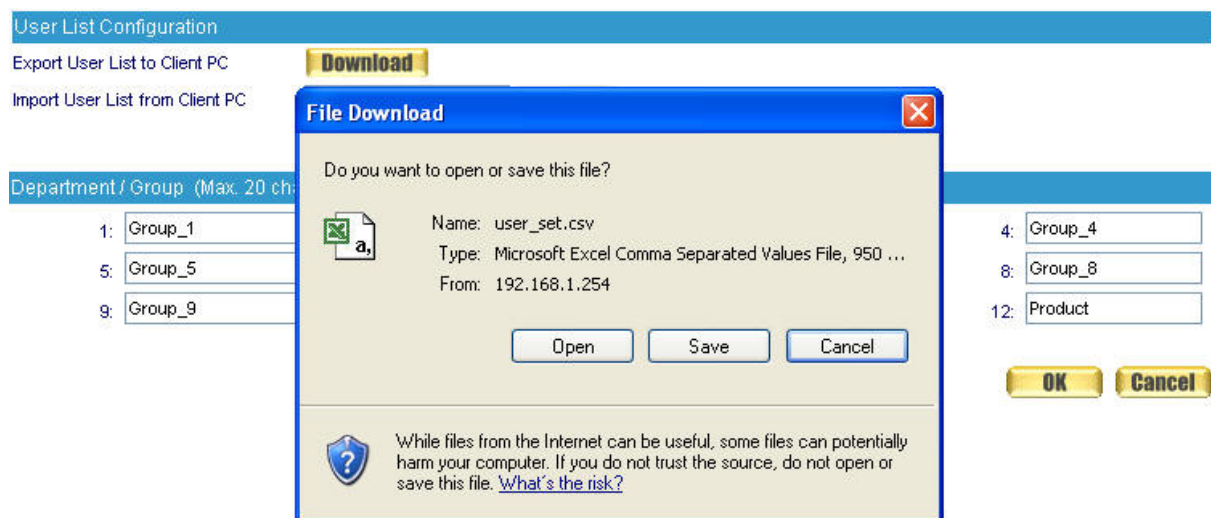 User List Configuration
Export User List to Client PC
Download
Import User List from Client PC
File Download
Do you want to open or save this file?
Name: user_set.csv
a,
Type: Microsoft Excel Comma Separated Values File, 950 ...
From: 192.168.1.254
Open Save Cancel
While files from the Internet can be useful, some files can potentially
harm your computer. If you do not trust the source, do not open or
save this file. What's the risk?
Department / Group (Max. 20
1: Group_1
4: Group_4
5: Group_5
8: Group_8
9: Group_9
12: Product
OK Cancel